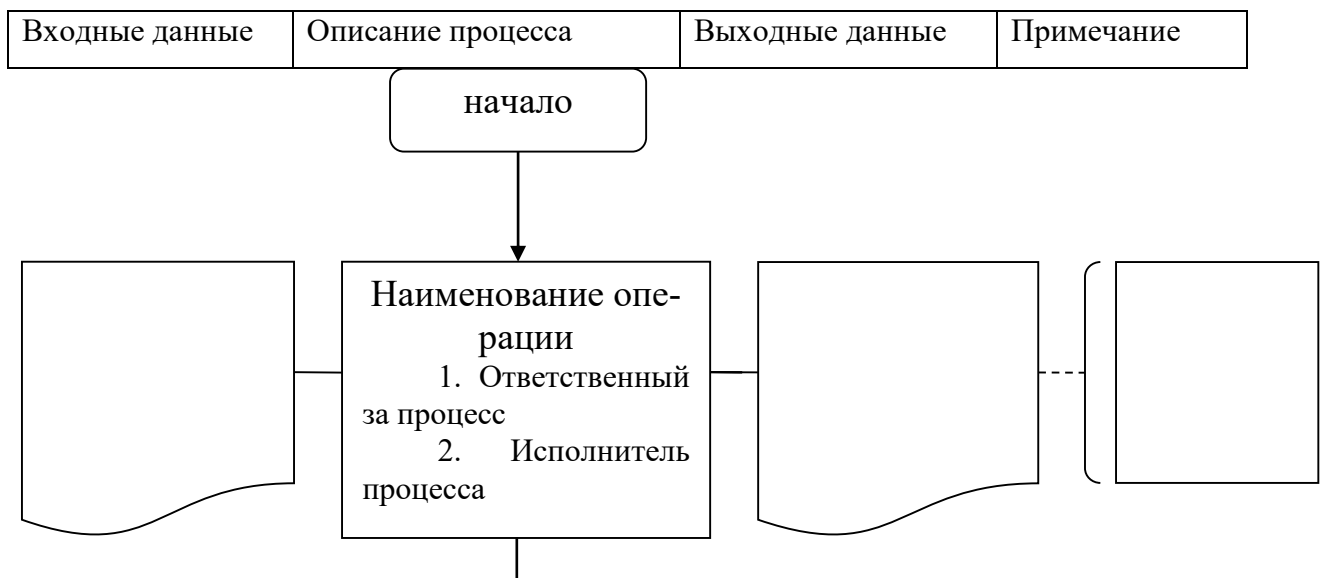 Входные данные Описание процесса Выходные данные Примечание
начало
Наименование опе-
рации
1. Ответственный
за процесс
2. Исполнитель
процесса